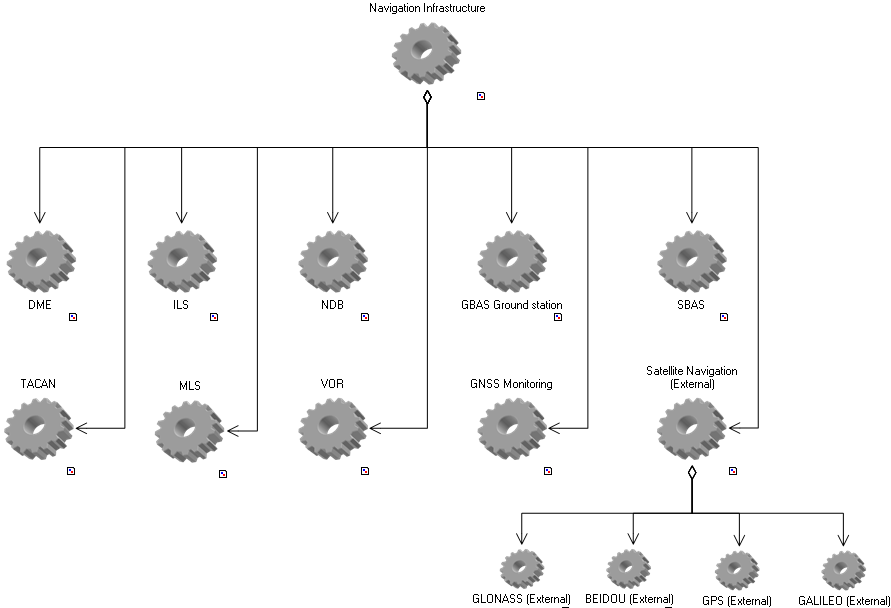 Navigation Infrastructure
DME
ILS
NDB
GBAS Ground station
SBAS
TACAN
MLS
VOR
GNSS Monitoring
Satellite Navigation
(External)
GLONASS (External)
BEIDOU (External)
GPS (External)
GALILEO (External)